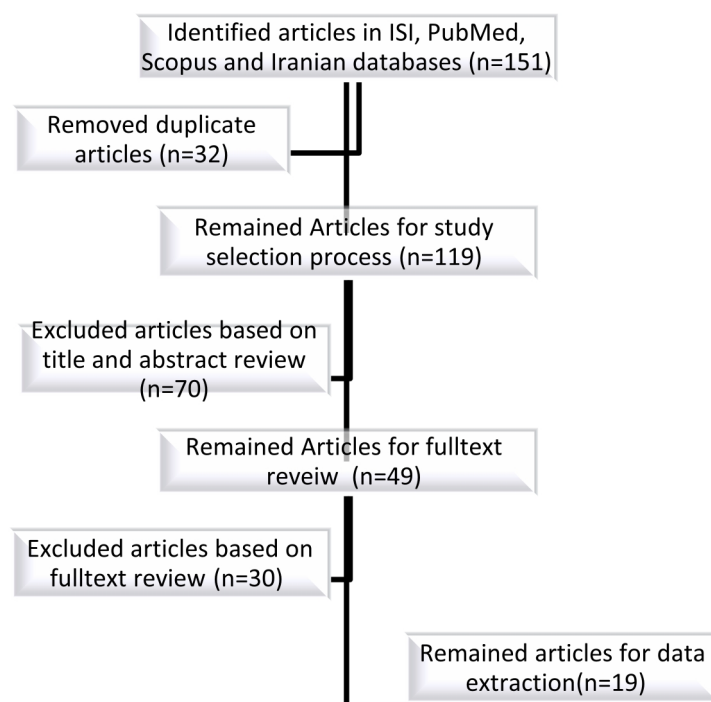 Identified articles in ISI, PubMed,
Scopus and Iranian databases (n=151)
Removed duplicate
articles (n=32)
Remained Articles for study
selection process (n=119)
Excluded articles based on
title and abstract review
(n=70)
Remained Articles for fulltext
reveiw (n=49)
Excluded articles based on
fulltext review (n=30)
Remained articles for data
extraction(n=19)